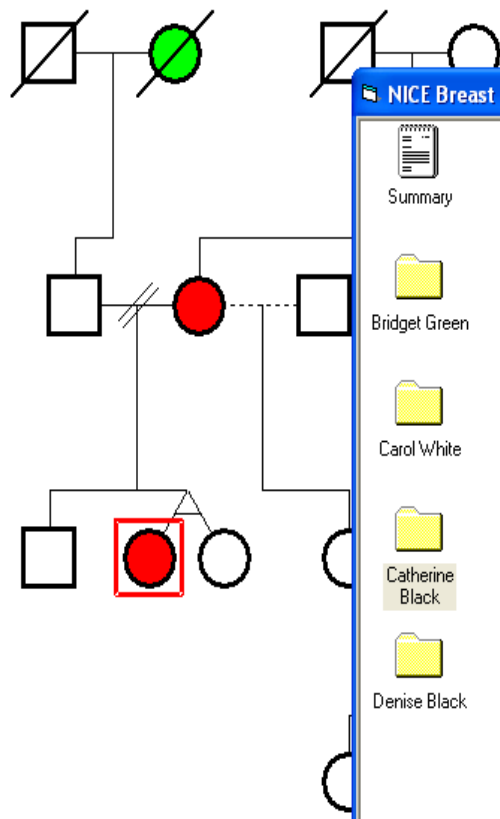 NICE Breast
Summary
Bridget Green
Carol White
Catherine
Black
Denise Black